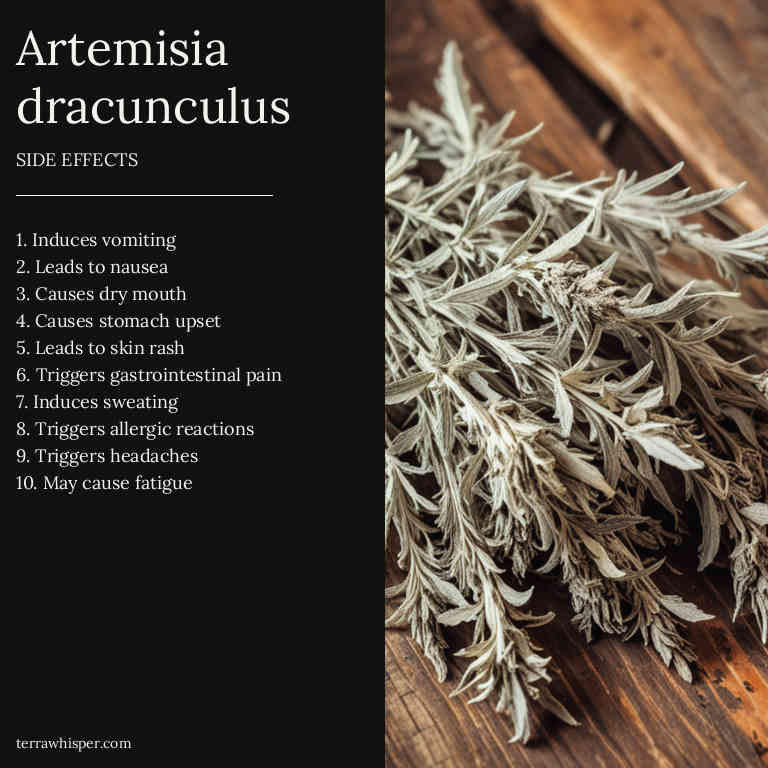 Artemisia
dracunculus
SIDE EFFECTS
1. Induces vomiting
2. Leads to nausea
3. Causes dry mouth
4. Causes stomach upset
5. Leads to skin rash
6. Triggers gastrointestinal pain
7. Induces sweating
8. Triggers allergic reactions
9. Triggers headaches
10. May cause fatigue
terrawhisper.com